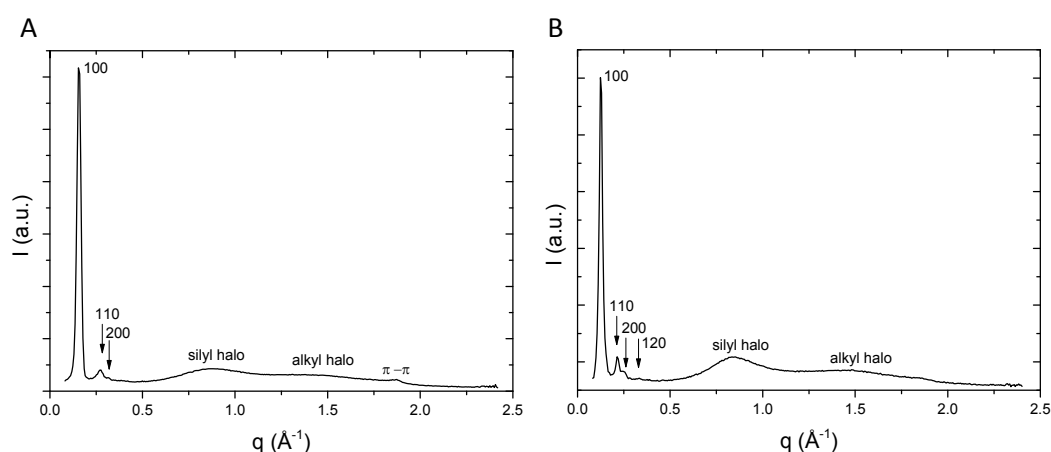 A
100
110
200
silyl halo
alkyl halo
π –π
I (a.u.)
0.0 0.5 1.0 1.5 2.0 2.5
q (Å-1)
B
100
110
200
120
silyl halo
alkyl halo
I (a.u.)
0.0 0.5 1.0 1.5 2.0 2.5
q (Å-1)